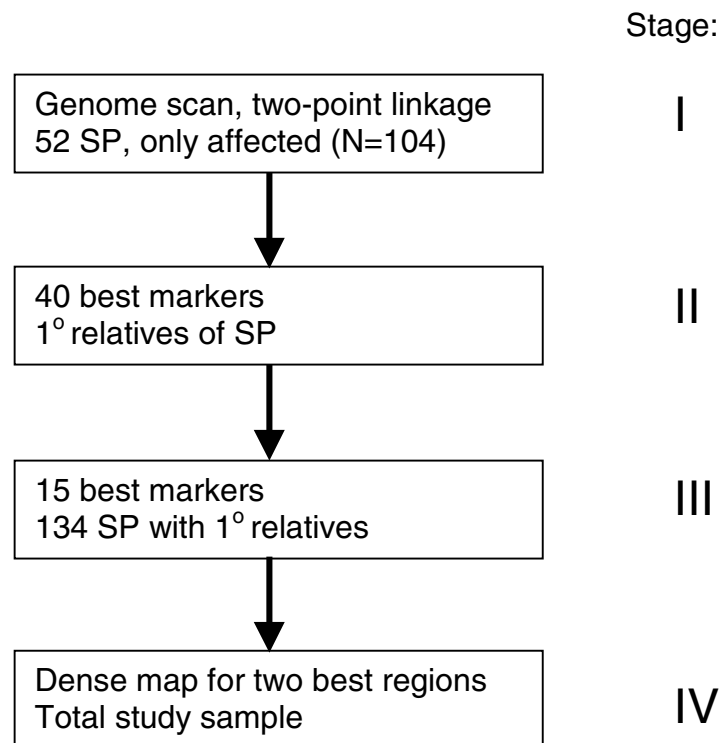 Stage:
Genome scan, two-point linkage
52 SP, only affected (N=104)
I
40 best markers
1° relatives of SP
II
15 best markers
134 SP with 1° relatives
III
Dense map for two best regions
Total study sample
IV